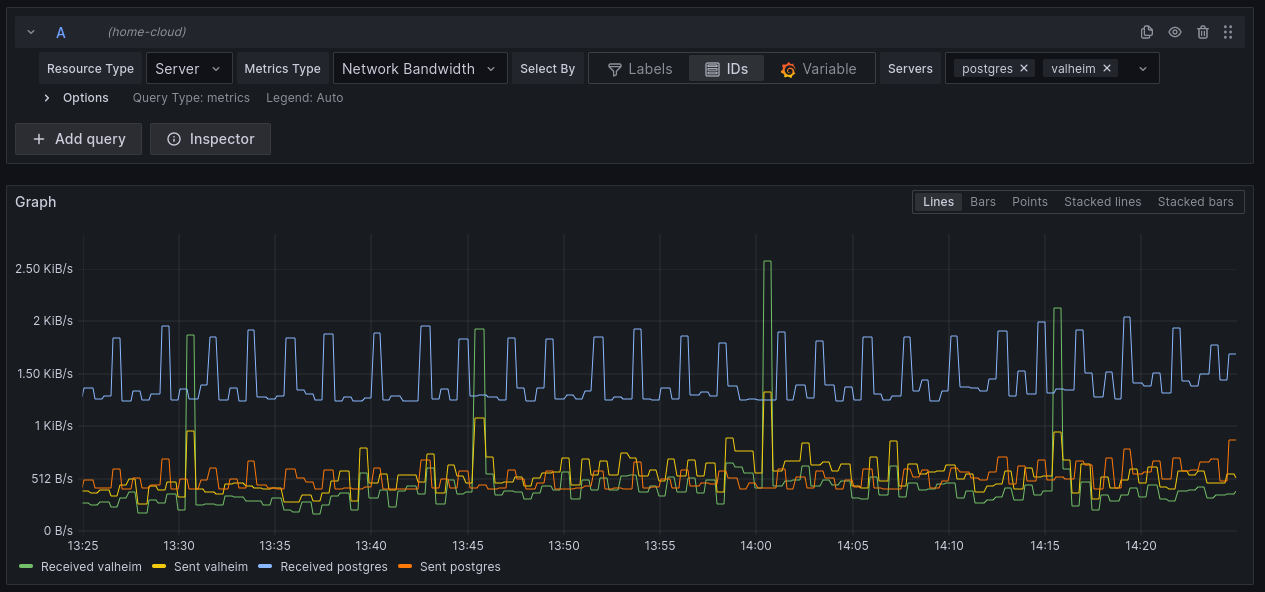 A (home-cloud)
Resource Type Server Metrics Type Network Bandwidth Select By Labels IDs Variable Servers postgres valheim
Options Query Type: metrics Legend: Auto
+ Add query Inspector
Graph Lines Bars Points Stacked lines Stacked bars
2.50 KiB/s
2 KiB/s
1.50 KiB/s
1 KiB/s
512 B/s
0 B/s
13:25 13:30 13:35 13:40 13:45 13:50 13:55 14:00 14:05 14:10 14:15 14:20
Received valheim Sent valheim Received postgres Sent postgres